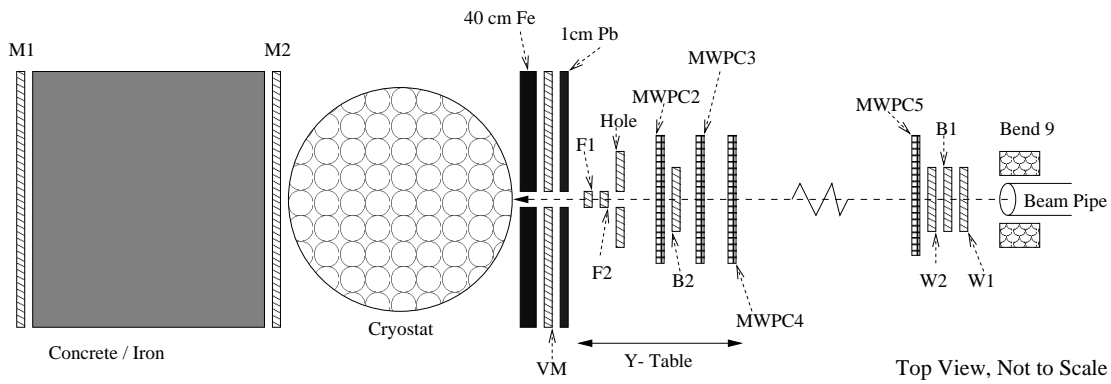 40 cm Fe
1cm Pb
M1
M2
MWPC3
MWPC2
MWPC5
Hole
B1
Bend 9
F1
Beam Pipe
F2
B2
W2
W1
MWPC4
Cryostat
Concrete / Iron
VM
Y- Table
Top View, Not to Scale